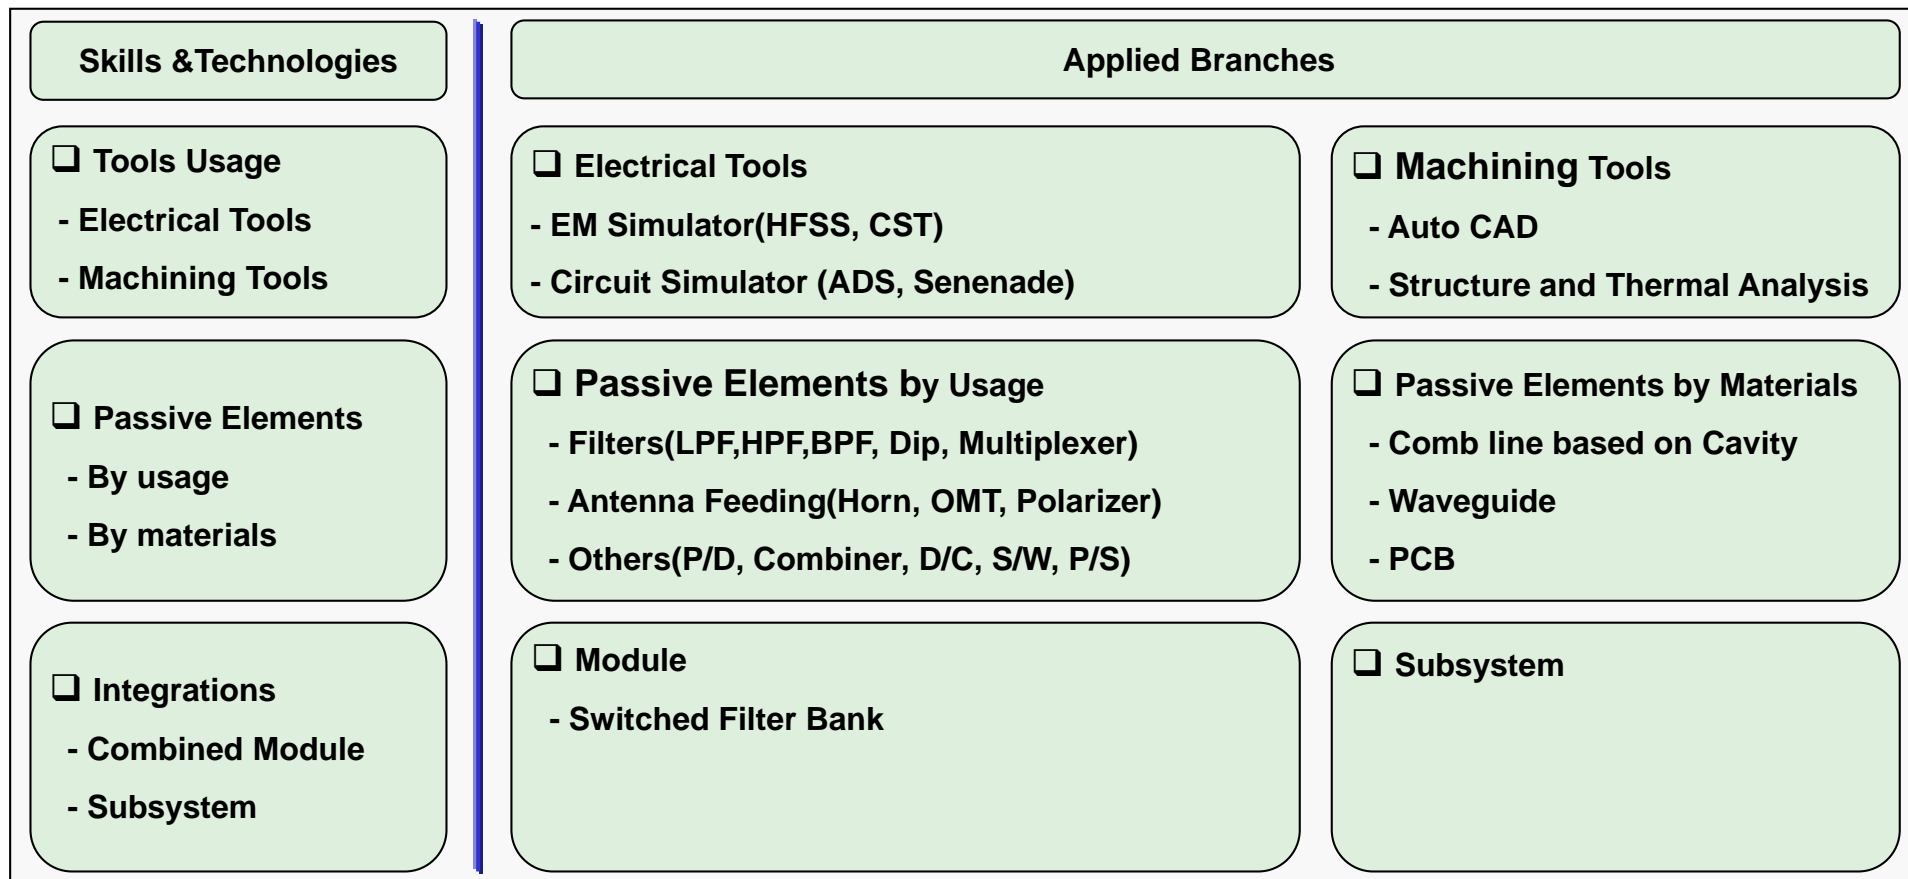 Skills &Technologies
Applied Branches
❑ Tools Usage
- Electrical Tools
- Machining Tools
❑ Electrical Tools
- EM Simulator(HFSS, CST)
- Circuit Simulator (ADS, Senenade)
❑ Machining Tools
- Auto CAD
- Structure and Thermal Analysis
❑ Passive Elements
- By usage
- By materials
❑ Passive Elements by Usage
- Filters(LPF,HPF,BPF, Dip, Multiplexer)
- Antenna Feeding(Horn, OMT, Polarizer)
- Others(P/D, Combiner, D/C, S/W, P/S)
❑ Passive Elements by Materials
- Comb line based on Cavity
- Waveguide
- PCB
❑ Integrations
- Combined Module
- Subsystem
❑ Module
- Switched Filter Bank
❑ Subsystem